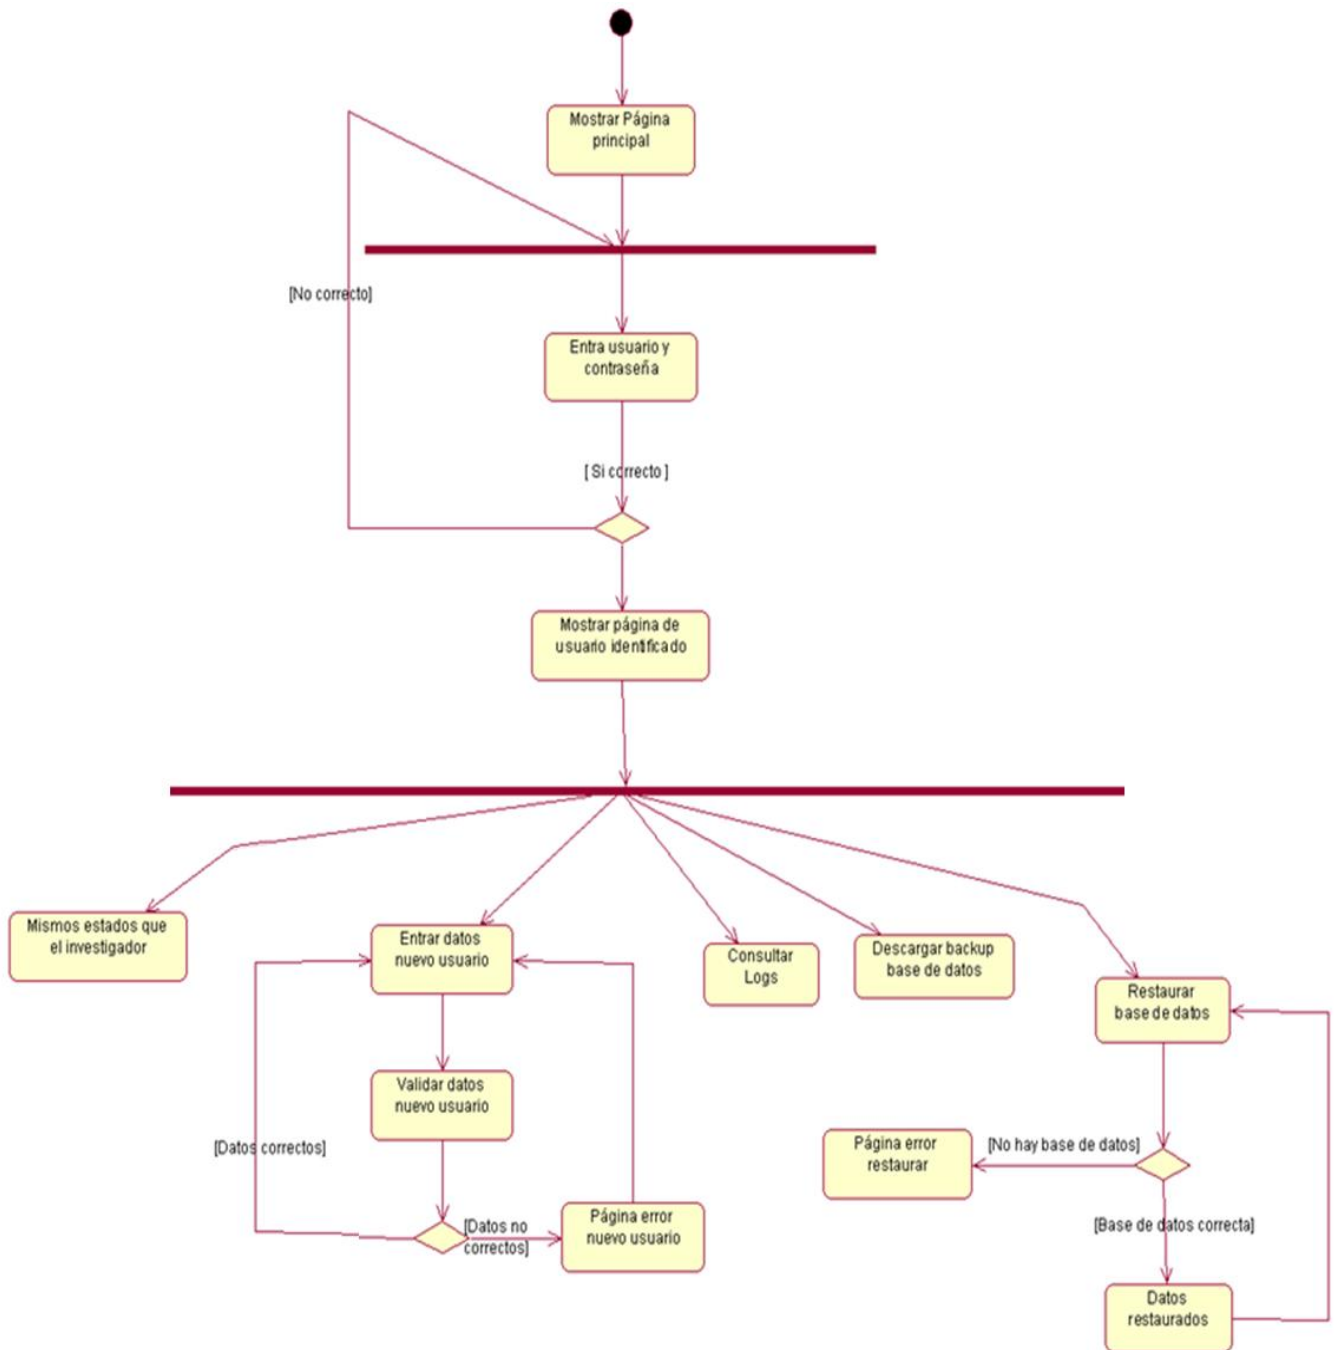 Mostrar Página
principal
[No correcto]
Entra usuario y
contraseña
[ Si correcto ]
Mostrar página de
usuario identificado
Mismos estados que
el investigador
Entrar datos
nuevo usuario
Consultar
Logs
Descargar backup
base de datos
Restaurar
base de datos
Validar datos
nuevo usuario
[Datos correctos]
Página error
restaurar
[No hay base de datos]
[Datos no
correctos]
Página error
nuevo usuario
[Base de datos correcta]
Datos
restaurados